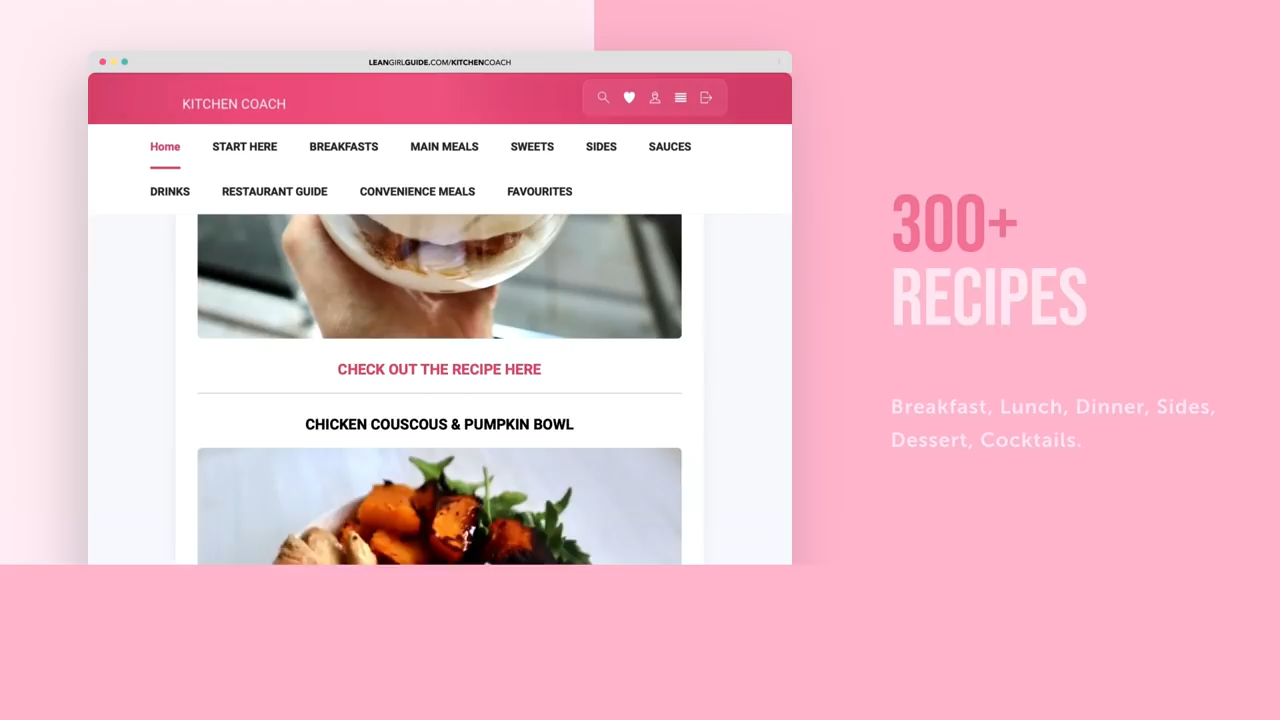 LEANGIRLGUIDE.COM/KITCHENCOACH
KITCHEN COACH
Home START HERE BREAKFASTS MAIN MEALS SWEETS SIDES SAUCES
DRINKS RESTAURANT GUIDE CONVENIENCE MEALS FAVOURITES
CHECK OUT THE RECIPE HERE
CHICKEN COUSCOUS & PUMPKIN BOWL
300+
RECIPES
Breakfast, Lunch, Dinner, Sides,
Dessert, Cocktails.